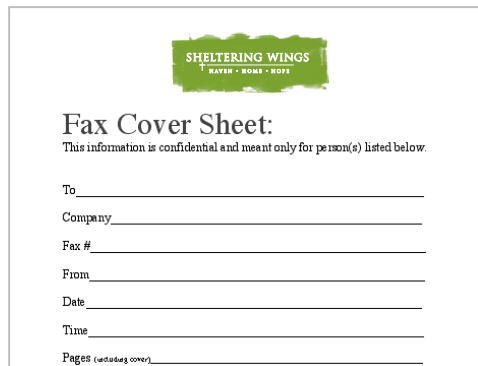 SHELTERING WINGS
HAVEN • HOME • HOPE
Fax Cover Sheet:
This information is confidential and meant only for person(s) listed below.
To
Company
Fax #
From
Date
Time
Pages (including cover)